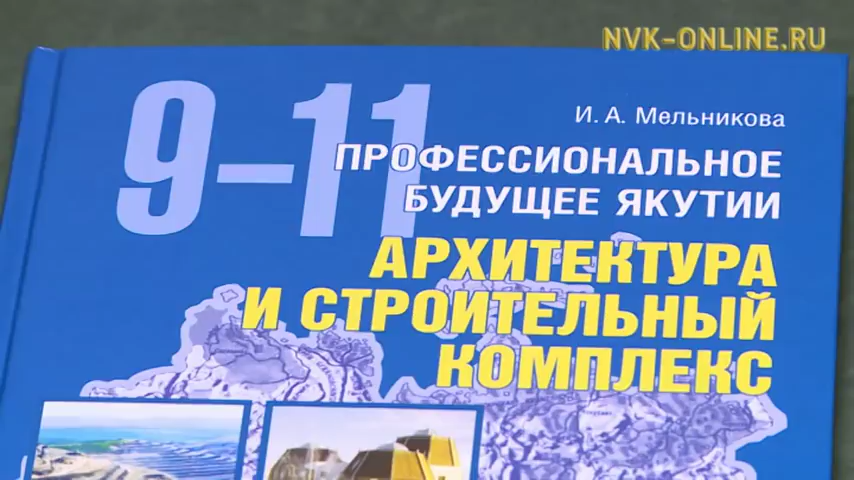 NVK-ONLINE.RU
И. А. Мельникова
9–11
ПРОФЕССИОНАЛЬНОЕ
БУДУЩЕЕ ЯКУТИИ
АРХИТЕКТУРА
И СТРОИТЕЛЬНЫЙ
КОМПЛЕКС